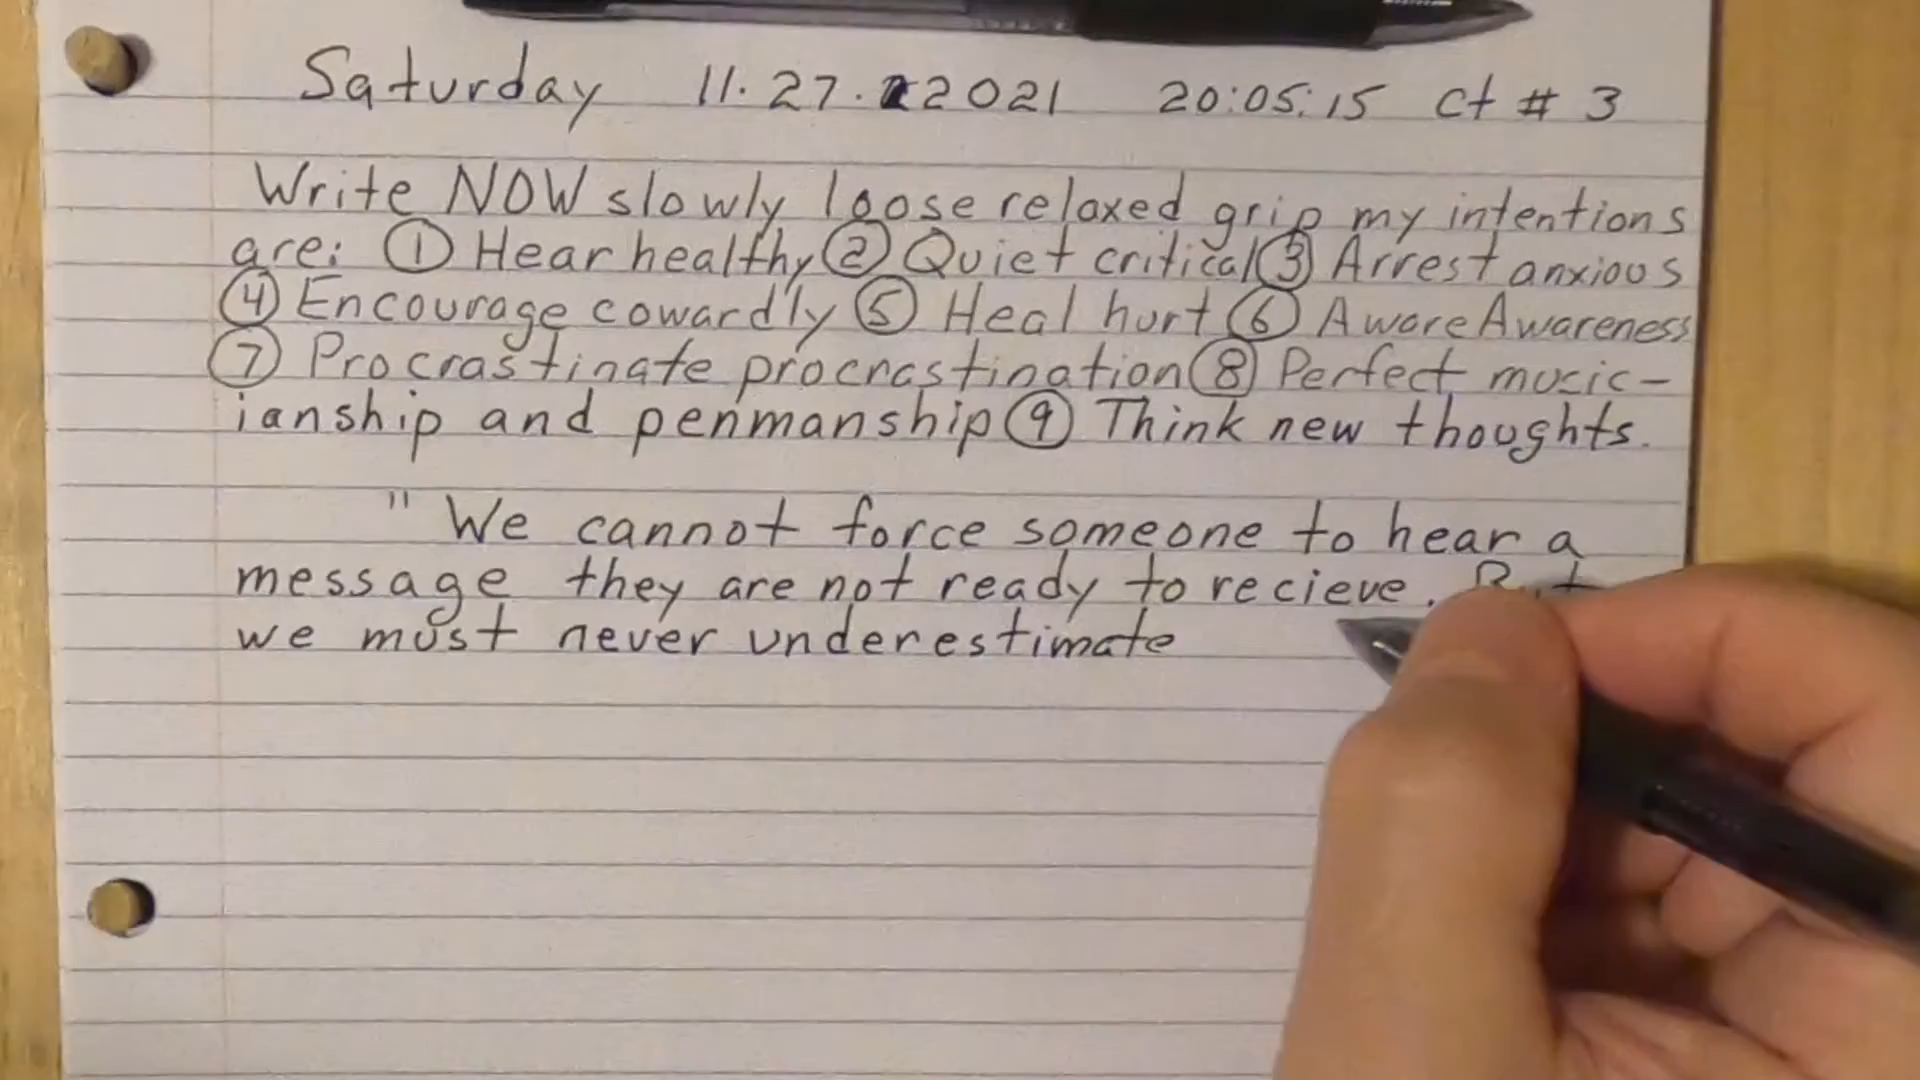 Saturday 11.27.2021 20:05:15 Ct # 3
Write NOW slowly loose relaxed grip my intentions
are: ① Hear healthy ② Quiet critical ③ Arrest anxious
④ Encourage cowardly ⑤ Heal hurt ⑥ Aware Awareness
⑦ Procrastinate procrastination ⑧ Perfect music-
ianship and penmanship ⑨ Think new thoughts.
"We cannot force someone to hear a
message they are not ready to recieve. But
we must never underestimate